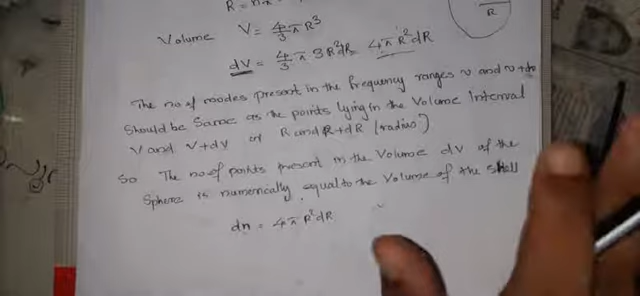 R = n
R
Volume V = 4/3 π R³
dV = 4/3 π 3R²dR = 4π R² dR
The no of modes present in the frequency ranges ν and ν+dν
Should be Same as the points lying in the Volume Interval
V and V+dV of R and R+dR (radius)
So The no of points present in the Volume dV of the
Sphere is numerically equal to the Volume of the shell
dn = 4π R² dR